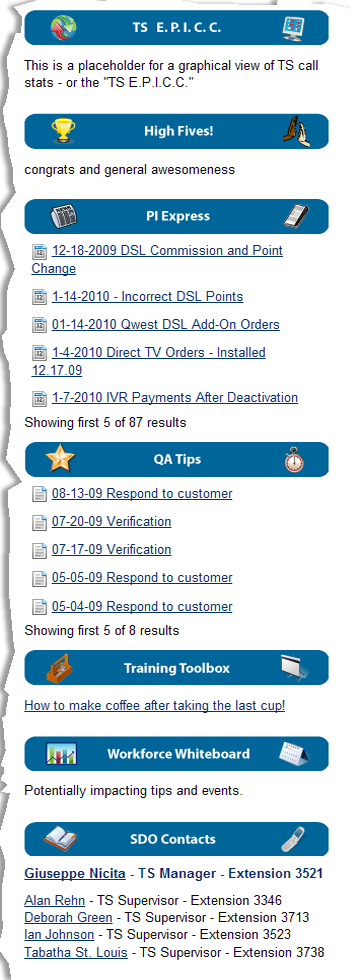 TS E. P. I. C. C.
This is a placeholder for a graphical view of TS call
stats - or the "TS E.P.I.C.C."
High Fives!
congrats and general awesomeness
PI Express
12-18-2009 DSL Commission and Point
Change
1-14-2010 - Incorrect DSL Points
01-14-2010 Qwest DSL Add-On Orders
1-4-2010 Direct TV Orders - Installed
12.17.09
1-7-2010 IVR Payments After Deactivation
Showing first 5 of 87 results
QA Tips
08-13-09 Respond to customer
07-20-09 Verification
07-17-09 Verification
05-05-09 Respond to customer
05-04-09 Respond to customer
Showing first 5 of 8 results
Training Toolbox
How to make coffee after taking the last cup!
Workforce Whiteboard
Potentially impacting tips and events.
SDO Contacts
Giuseppe Nicita - TS Manager - Extension 3521
Alan Rehn - TS Supervisor - Extension 3346
Deborah Green - TS Supervisor - Extension 3713
Ian Johnson - TS Supervisor - Extension 3523
Tabatha St. Louis - TS Supervisor - Extension 3738